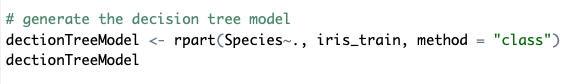 # generate the decision tree model
dectionTreeModel <- rpart(Species~., iris_train, method = "class")
dectionTreeModel